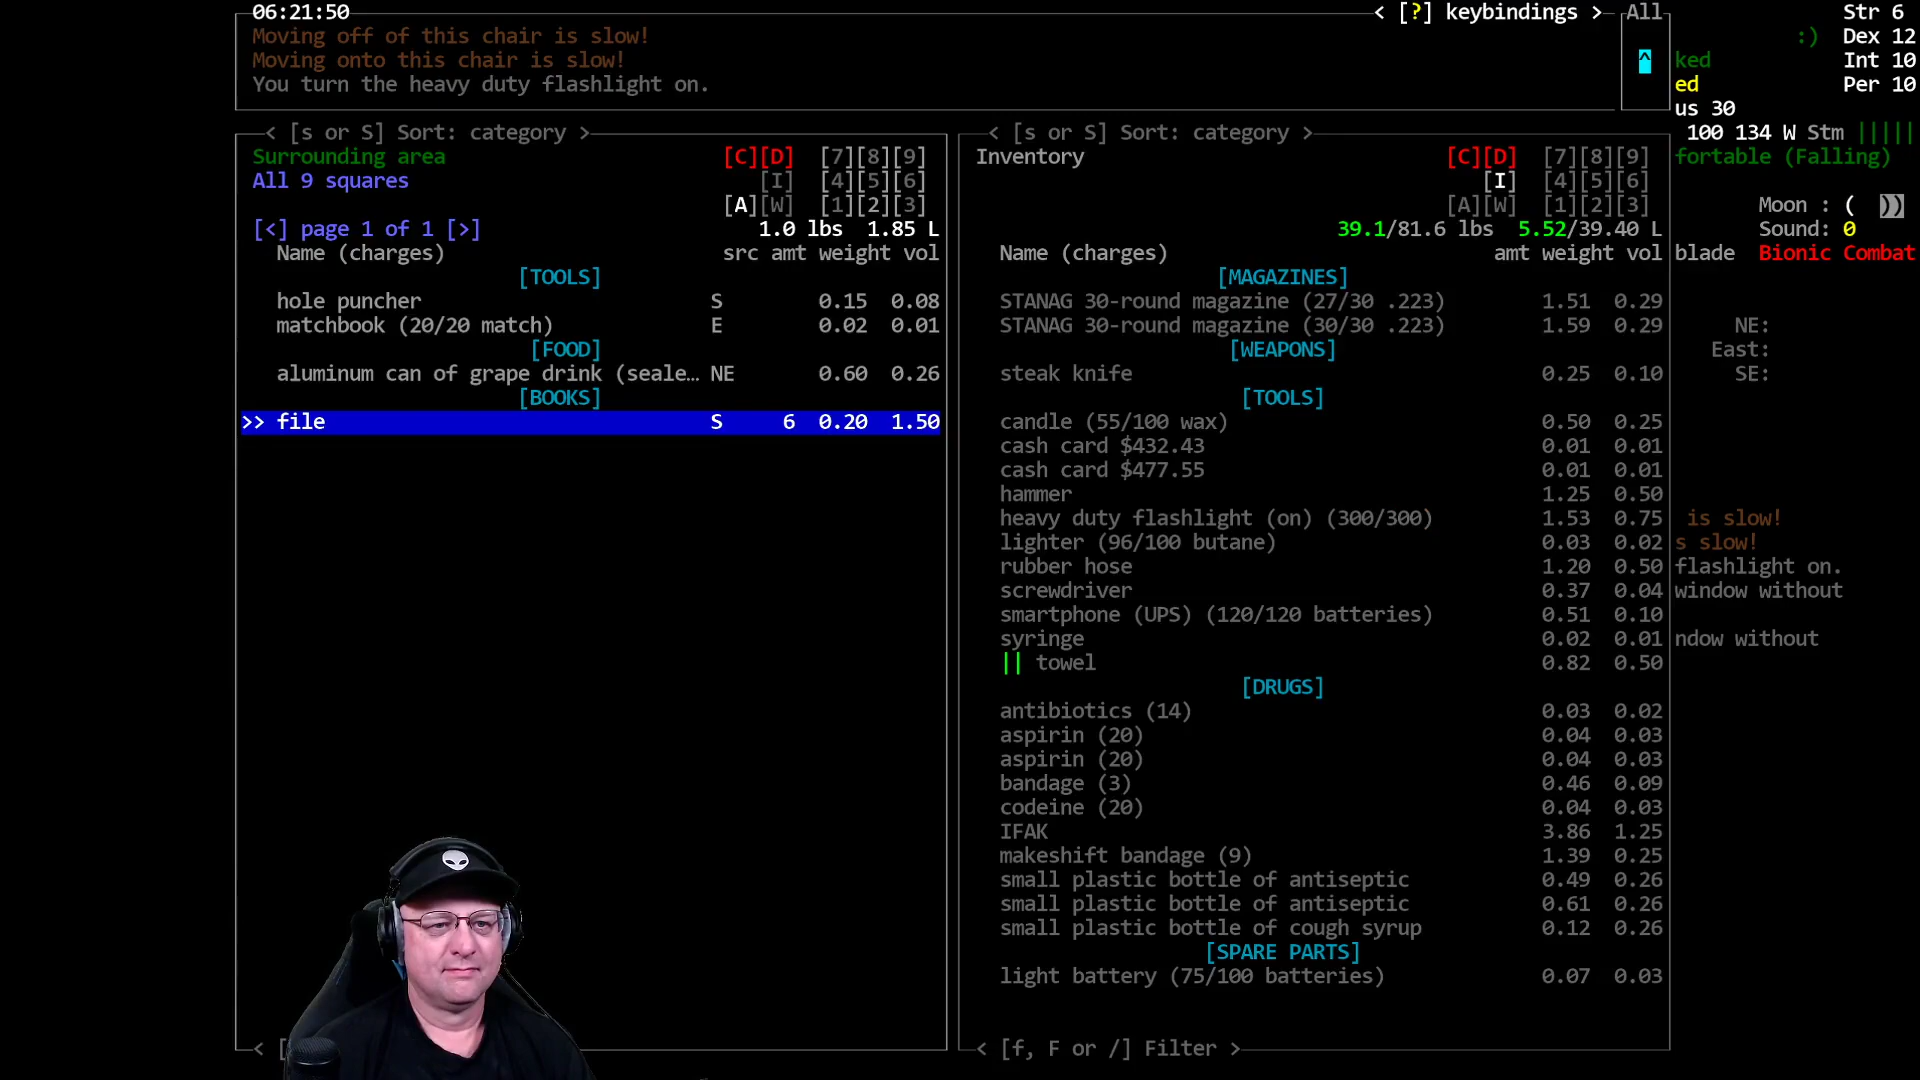 06:21:50
< [?] keybindings >
All
Str 6
Moving off of this chair is slow!
:)
Dex 12
Moving onto this chair is slow!
^
ked
Int 10
You turn the heavy duty flashlight on.
ed
Per 10
us 30
< [s or S] Sort: category >
< [s or S] Sort: category >
100 134 W Stm |||||
Surrounding area
[C][D] [7][8][9]
Inventory
[C][D] [7][8][9]
fortable (Falling)
All 9 squares
[I] [4][5][6]
[I] [4][5][6]
[A][W] [1][2][3]
[A][W] [1][2][3]
Moon : ( ))
[<] page 1 of 1 [>]
1.0 lbs 1.85 L
39.1/81.6 lbs 5.52/39.40 L
Sound: 0
Name (charges) src amt weight vol
Name (charges) amt weight vol
blade Bionic Combat
[TOOLS]
[MAGAZINES]
hole puncher S 0.15 0.08
STANAG 30-round magazine (27/30 .223) 1.51 0.29
matchbook (20/20 match) E 0.02 0.01
STANAG 30-round magazine (30/30 .223) 1.59 0.29
NE:
[FOOD]
[WEAPONS]
East:
aluminum can of grape drink (seale… NE 0.60 0.26
steak knife 0.25 0.10
SE:
[BOOKS]
[TOOLS]
>> file S 6 0.20 1.50
candle (55/100 wax) 0.50 0.25
cash card $432.43 0.01 0.01
cash card $477.55 0.01 0.01
hammer 1.25 0.50
heavy duty flashlight (on) (300/300) 1.53 0.75
is slow!
lighter (96/100 butane) 0.03 0.02
s slow!
rubber hose 1.20 0.50
flashlight on.
screwdriver 0.37 0.04
window without
smartphone (UPS) (120/120 batteries) 0.51 0.10
syringe 0.02 0.01
ndow without
|| towel 0.82 0.50
[DRUGS]
antibiotics (14) 0.03 0.02
aspirin (20) 0.04 0.03
aspirin (20) 0.04 0.03
bandage (3) 0.46 0.09
codeine (20) 0.04 0.03
IFAK 3.86 1.25
makeshift bandage (9) 1.39 0.25
small plastic bottle of antiseptic 0.49 0.26
small plastic bottle of antiseptic 0.61 0.26
small plastic bottle of cough syrup 0.12 0.26
[SPARE PARTS]
light battery (75/100 batteries) 0.07 0.03
< [
< [f, F or /] Filter >